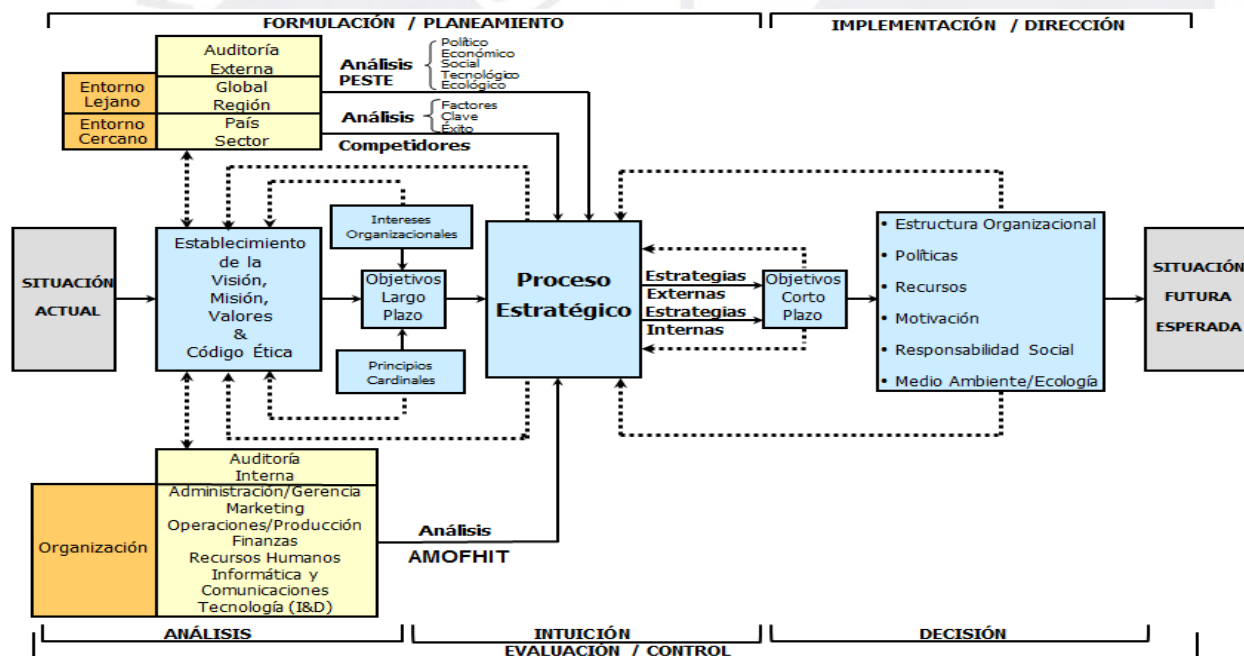 FORMULACIÓN / PLANEAMIENTO
IMPLEMENTACIÓN / DIRECCIÓN
Auditoría
Externa
Entorno
Lejano
Global
Región
Entorno
Cercano
País
Sector
Análisis
PESTE
Político
Económico
Social
Tecnológico
Ecológico
Análisis
Competidores
Factores
Clave
Éxito
SITUACIÓN
ACTUAL
Establecimiento
de la
Visión,
Misión,
Valores
&
Código Ética
Intereses
Organizacionales
Objetivos
Largo
Plazo
Principios
Cardinales
Proceso
Estratégico
Estrategias
Externas
Estrategias
Internas
Objetivos
Corto
Plazo
• Estructura Organizacional
• Políticas
• Recursos
• Motivación
• Responsabilidad Social
• Medio Ambiente/Ecología
SITUACIÓN
FUTURA
ESPERADA
Auditoría
Interna
Organización
Administración/Gerencia
Marketing
Operaciones/Producción
Finanzas
Recursos Humanos
Informática y
Comunicaciones
Tecnología (I&D)
Análisis
AMOFHIT
ANÁLISIS
INTUICIÓN
DECISIÓN
EVALUACIÓN / CONTROL